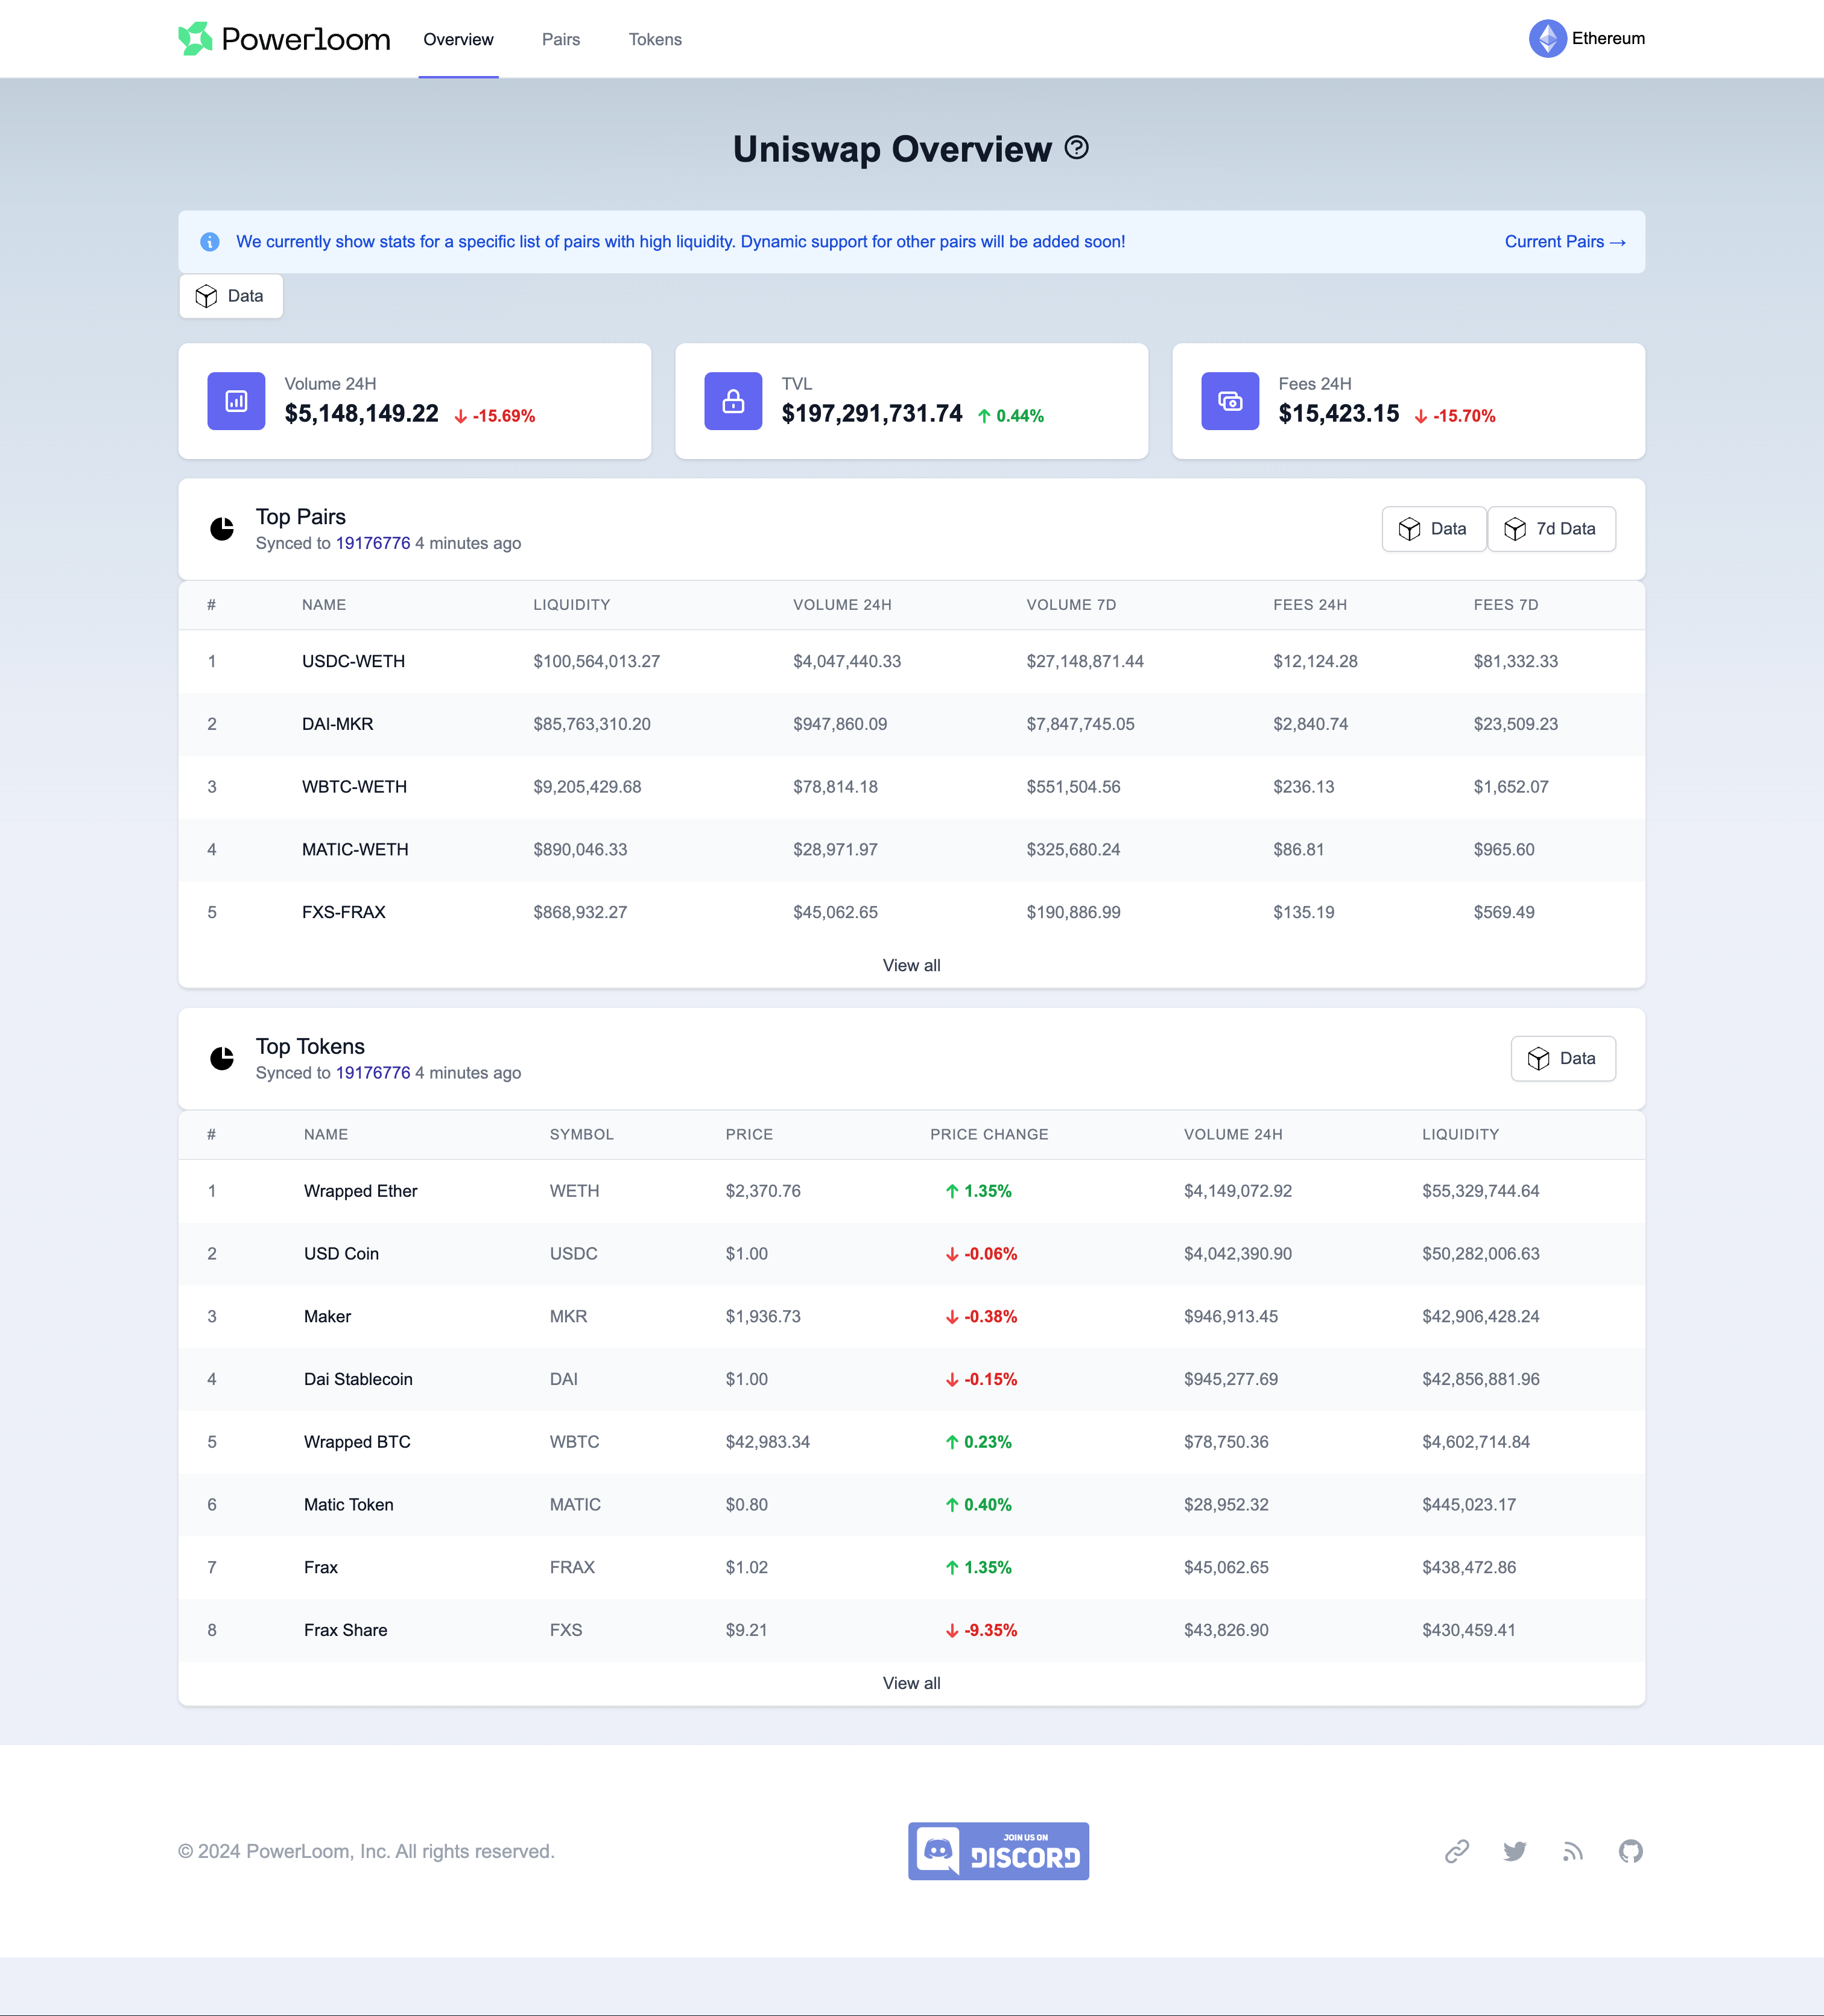 Powerloom Overview Pairs Tokens Ethereum
Uniswap Overview
We currently show stats for a specific list of pairs with high liquidity. Dynamic support for other pairs will be added soon! Current Pairs →
Data
Volume 24H
$5,148,149.22 -15.69%
TVL
$197,291,731.74 0.44%
Fees 24H
$15,423.15 -15.70%
Top Pairs
Synced to 19176776 4 minutes ago
Data 7d Data
# NAME LIQUIDITY VOLUME 24H VOLUME 7D FEES 24H FEES 7D
1 USDC-WETH $100,564,013.27 $4,047,440.33 $27,148,871.44 $12,124.28 $81,332.33
2 DAI-MKR $85,763,310.20 $947,860.09 $7,847,745.05 $2,840.74 $23,509.23
3 WBTC-WETH $9,205,429.68 $78,814.18 $551,504.56 $236.13 $1,652.07
4 MATIC-WETH $890,046.33 $28,971.97 $325,680.24 $86.81 $965.60
5 FXS-FRAX $868,932.27 $45,062.65 $190,886.99 $135.19 $569.49
View all
Top Tokens
Synced to 19176776 4 minutes ago
Data
# NAME SYMBOL PRICE PRICE CHANGE VOLUME 24H LIQUIDITY
1 Wrapped Ether WETH $2,370.76 1.35% $4,149,072.92 $55,329,744.64
2 USD Coin USDC $1.00 -0.06% $4,042,390.90 $50,282,006.63
3 Maker MKR $1,936.73 -0.38% $946,913.45 $42,906,428.24
4 Dai Stablecoin DAI $1.00 -0.15% $945,277.69 $42,856,881.96
5 Wrapped BTC WBTC $42,983.34 0.23% $78,750.36 $4,602,714.84
6 Matic Token MATIC $0.80 0.40% $28,952.32 $445,023.17
7 Frax FRAX $1.02 1.35% $45,062.65 $438,472.86
8 Frax Share FXS $9.21 -9.35% $43,826.90 $430,459.41
View all
© 2024 PowerLoom, Inc. All rights reserved.
JOIN US ON
DISCORD